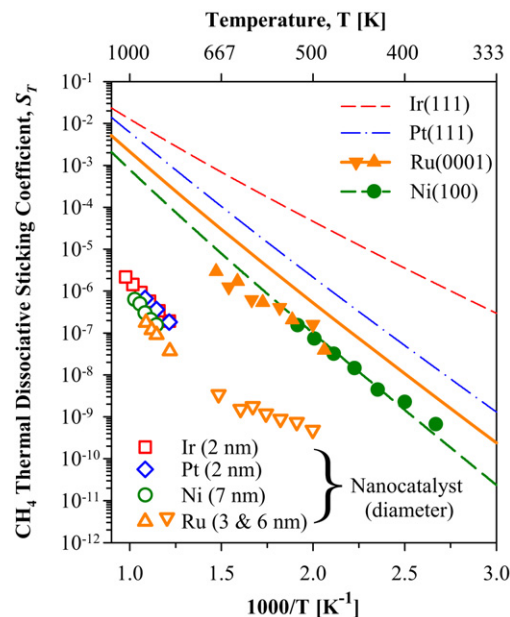 Temperature, T [K]
1000 667 500 400 333
10-1
10-2
10-3
10-4
10-5
10-6
10-7
10-8
10-9
10-10
10-11
10-12
CH4 Thermal Dissociative Sticking Coefficient, ST
Ir(111)
Pt(111)
Ru(0001)
Ni(100)
Ir (2 nm)
Pt (2 nm)
Ni (7 nm)
Ru (3 & 6 nm)
Nanocatalyst
(diameter)
1.0 1.5 2.0 2.5 3.0
1000/T [K-1]